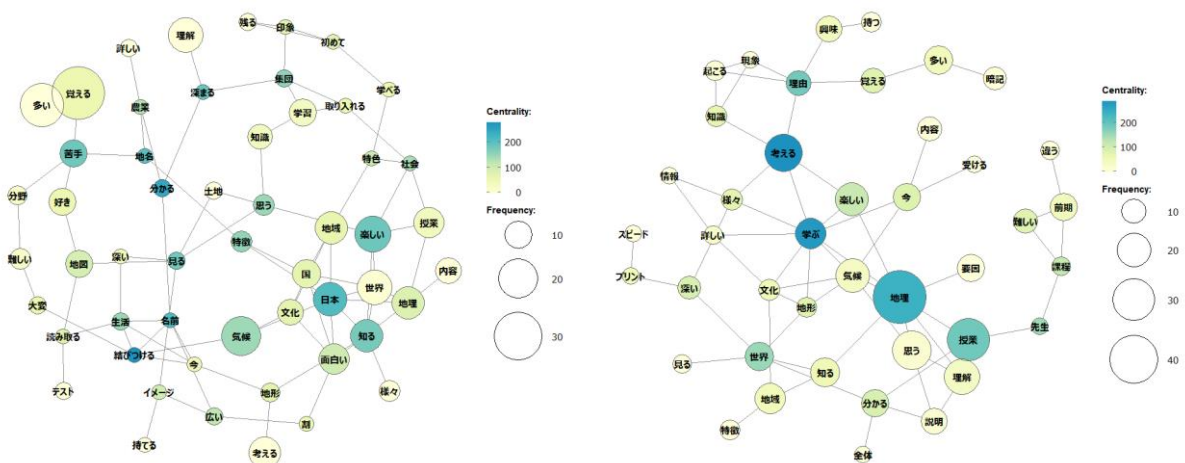 残る
印象
初めて
理解
詳しい
集団
深まる
学べる
覚える
多い
農業
学習
取り入れる
知識
苦手
地名
特色
社会
分かる
土地
分野
好き
思う
地域
楽しい
授業
特徴
難しい
地図
深い
見る
国
世界
内容
日本
地理
大変
生活
名前
文化
読み取る
気候
知る
結びつける
今
面白い
テスト
イメージ
地形
様々
広い
割
持てる
考える
Centrality:
200
100
0
Frequency:
10
20
30
興味
持つ
現象
起こる
理由
覚える
多い
暗記
知識
考える
内容
受ける
違う
情報
様々
楽しい
今
前期
難しい
スピード
詳しい
学ぶ
プリント
深い
文化
気候
地形
地理
要因
課程
先生
見る
世界
知る
思う
授業
理解
地域
分かる
説明
特徴
全体
Centrality:
200
100
0
Frequency:
10
20
30
40